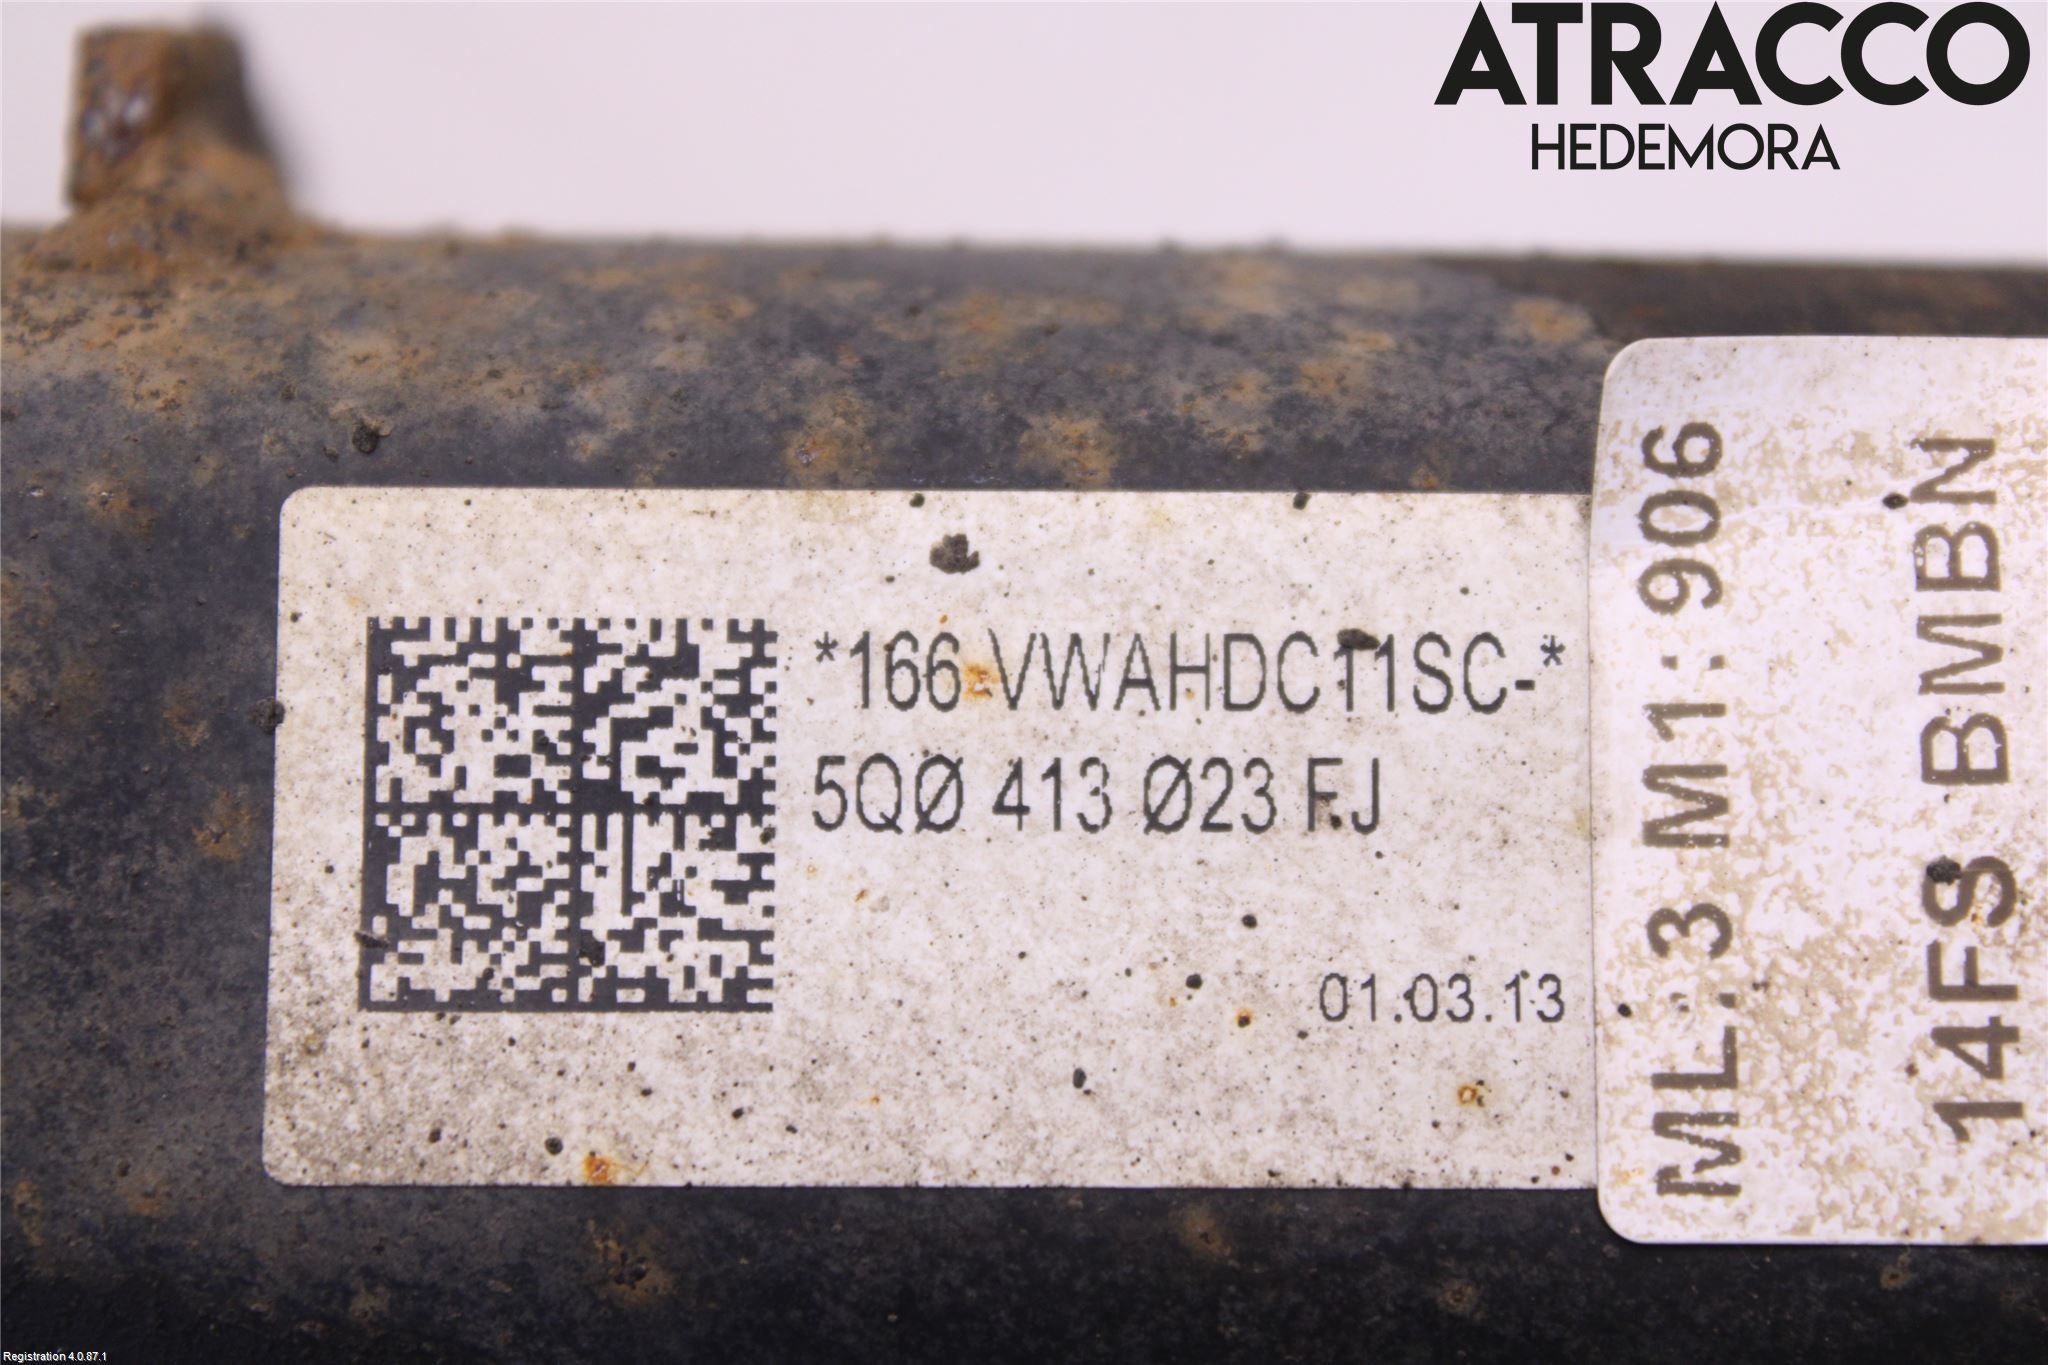 ATRACCO
HEDEMORA
*166 VWAHDC11SC-*
5QØ 413 Ø23 FJ
01.03.13
ML.3 M1: 906
14FS BMBN
Registration 4.0.87.1